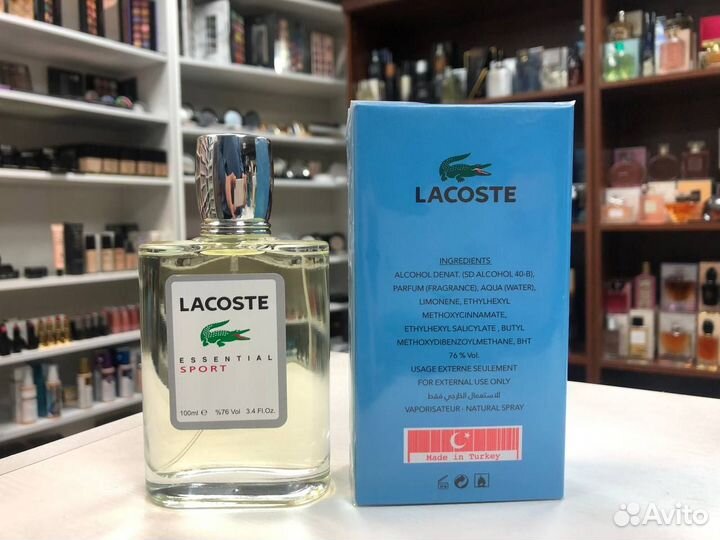 LACOSTE
ESSENTIAL
SPORT
100ml e %76 Vol 3.4 Fl.Oz.
LACOSTE
INGREDIENTS
ALCOHOL DENAT. (SD ALCOHOL 40-B),
PARFUM (FRAGRANCE), AQUA (WATER),
LIMONENE, ETHYLHEXYL
METHOXYCINNAMATE,
ETHYLHEXYL SALICYLATE , BUTYL
METHOXYDIBENZOYLMETHANE, BHT
76 % Vol.
USAGE EXTERNE SEULEMENT
FOR EXTERNAL USE ONLY
للاستعمال الخارجي فقط
VAPORISATEUR - NATURAL SPRAY
Made in Turkey
Avito